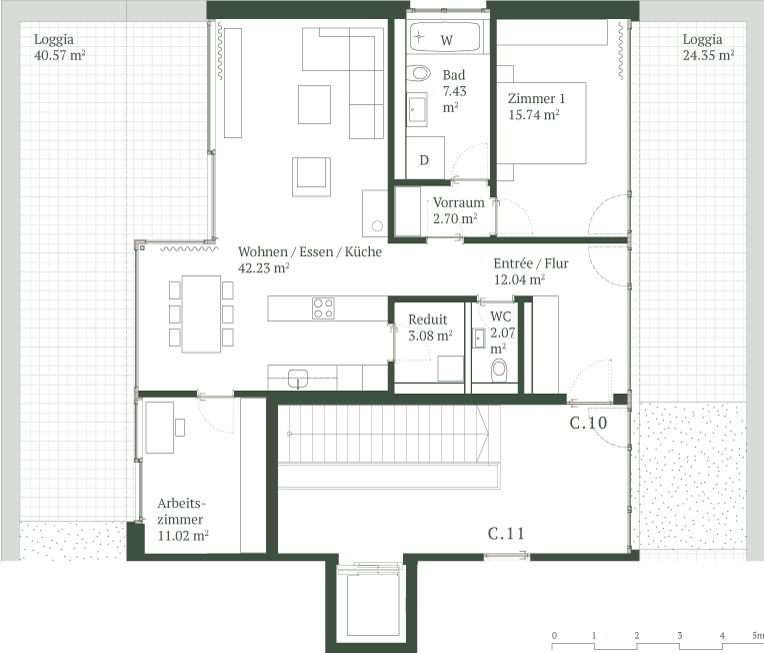 Loggia
40.57 m²
Loggia
24.35 m²
W
Bad
7.43
m²
Zimmer 1
15.74 m²
D
Vorraum
2.70 m²
Wohnen / Essen / Küche
42.23 m²
Entrée / Flur
12.04 m²
Reduit
3.08 m²
WC
2.07
m²
C.10
Arbeits-
zimmer
11.02 m²
C.11
0 1 2 3 4 5m